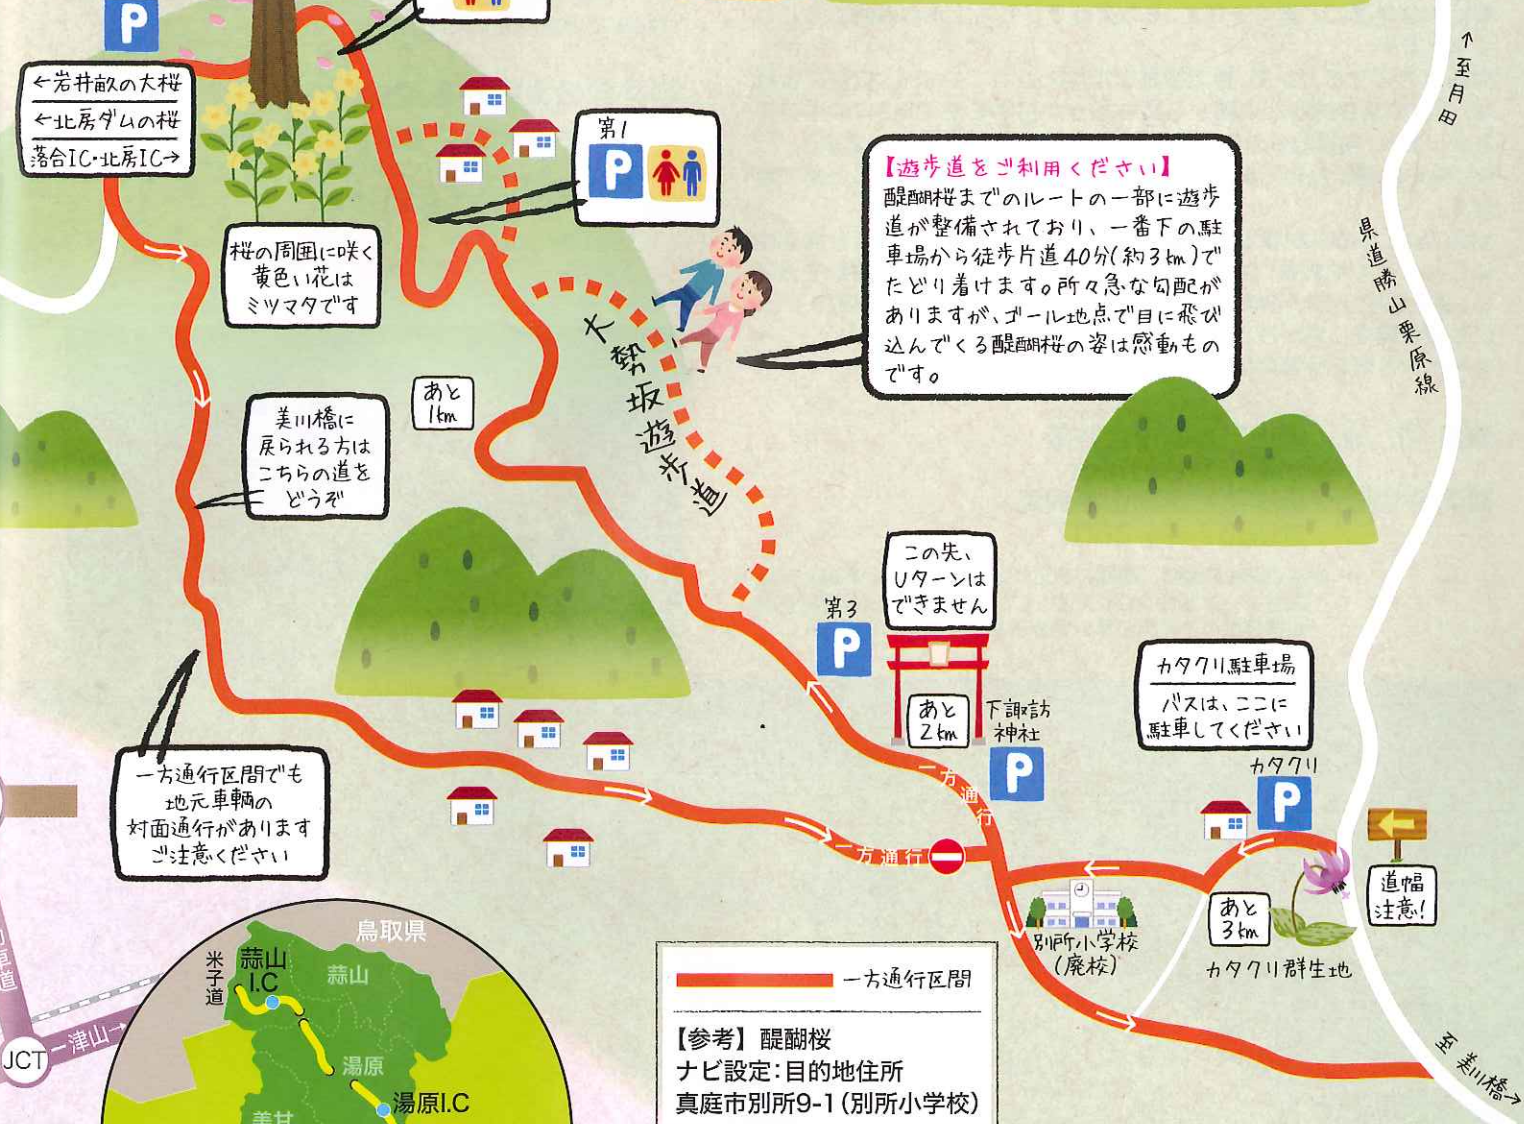 P
←岩井畝の大桜
←北房ダムの桜
落合IC・北房IC→
第1
P
桜の周囲に咲く
黄色い花は
ミツマタです
【遊歩道をご利用ください】
醍醐桜までのルートの一部に遊歩
道が整備されており、一番下の駐
車場から徒歩片道40分(約3km)で
たどり着けます。所々急な勾配が
ありますが、ゴール地点で目に飛び
込んでくる醍醐桜の姿は感動もの
です。
↑至月田
県道勝山栗原線
大勢坂遊歩道
あと
1km
美川橋に
戻られる方は
こちらの道を
どうぞ
この先、
Uターンは
できません
第3
P
あと
2km
下諏訪
神社
P
カタクリ駐車場
バスは、ここに
駐車してください
カタクリ
P
一方通行区間でも
地元車輌の
対面通行があります
ご注意ください
一方通行
一方通行
道幅
注意!
あと
3km
別所小学校
(廃校)
カタクリ群生地
至美川橋→
車道
JCT
津山→
鳥取県
米子道
蒜山
I.C
蒜山
湯原
湯原I.C
美甘
一方通行区間
【参考】醍醐桜
ナビ設定:目的地住所
真庭市別所9-1(別所小学校)